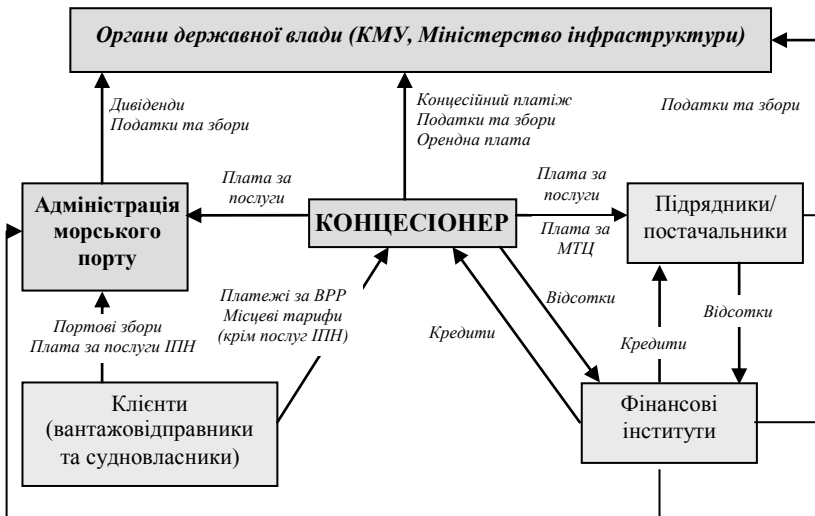 Органи державної влади (КМУ, Міністерство інфраструктури)
Дивіденди
Податки та збори
Концесійний платіж
Податки та збори
Орендна плата
Податки та збори
Адміністрація
морського
порту
Плата за
послуги
КОНЦЕСІОНЕР
Плата за
послуги
Плата за
МТЦ
Підрядники/
постачальники
Портові збори
Плата за послуги ІПН
Платежі за ВРР
Місцеві тарифи
(крім послуг ІПН)
Кредити
Відсотки
Кредити
Відсотки
Клієнти
(вантажовідправники
та судновласники)
Фінансові
інститути